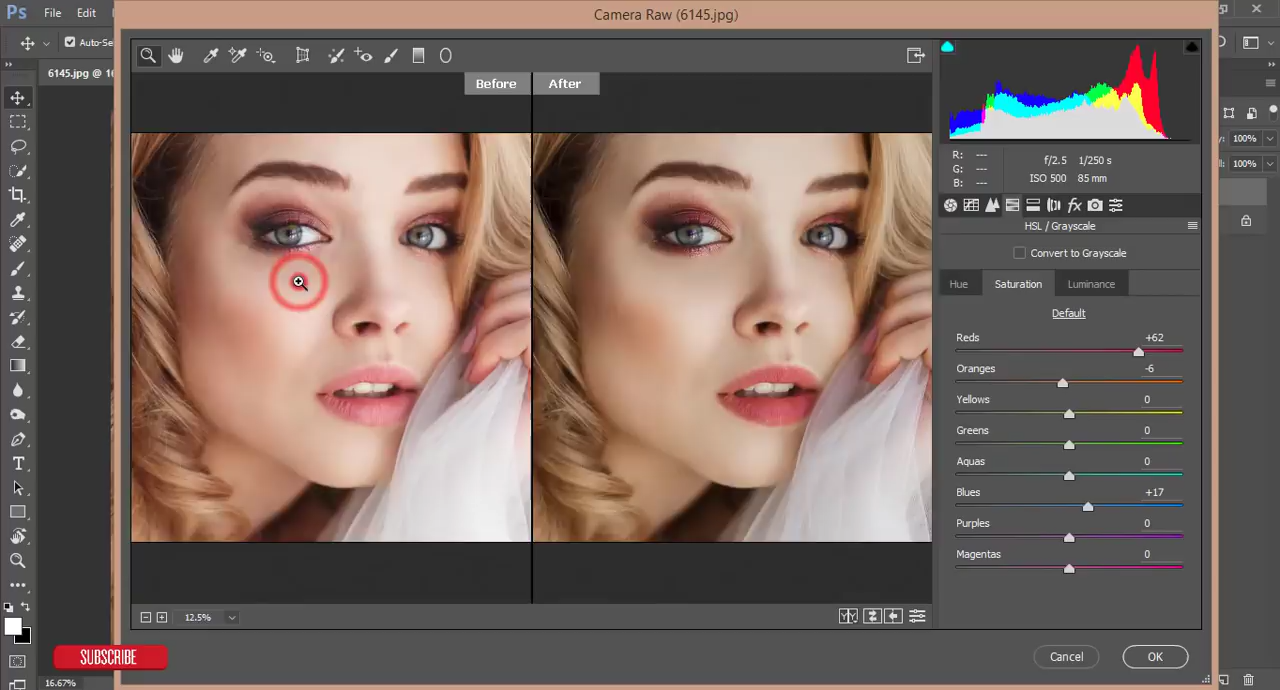 Ps File Edit
Camera Raw (6145.jpg)
Auto-Se
6145.jpg @ 16
Before After
R: ---
G: ---
B: ---
f/2.5 1/250 s
ISO 500 85 mm
HSL / Grayscale
Convert to Grayscale
Hue Saturation Luminance
Default
Reds +62
Oranges -6
Yellows 0
Greens 0
Aquas 0
Blues +17
Purples 0
Magentas 0
100%
100%
12.5%
Y Y
fx
T
SUBSCRIBE
Cancel OK
16.67%